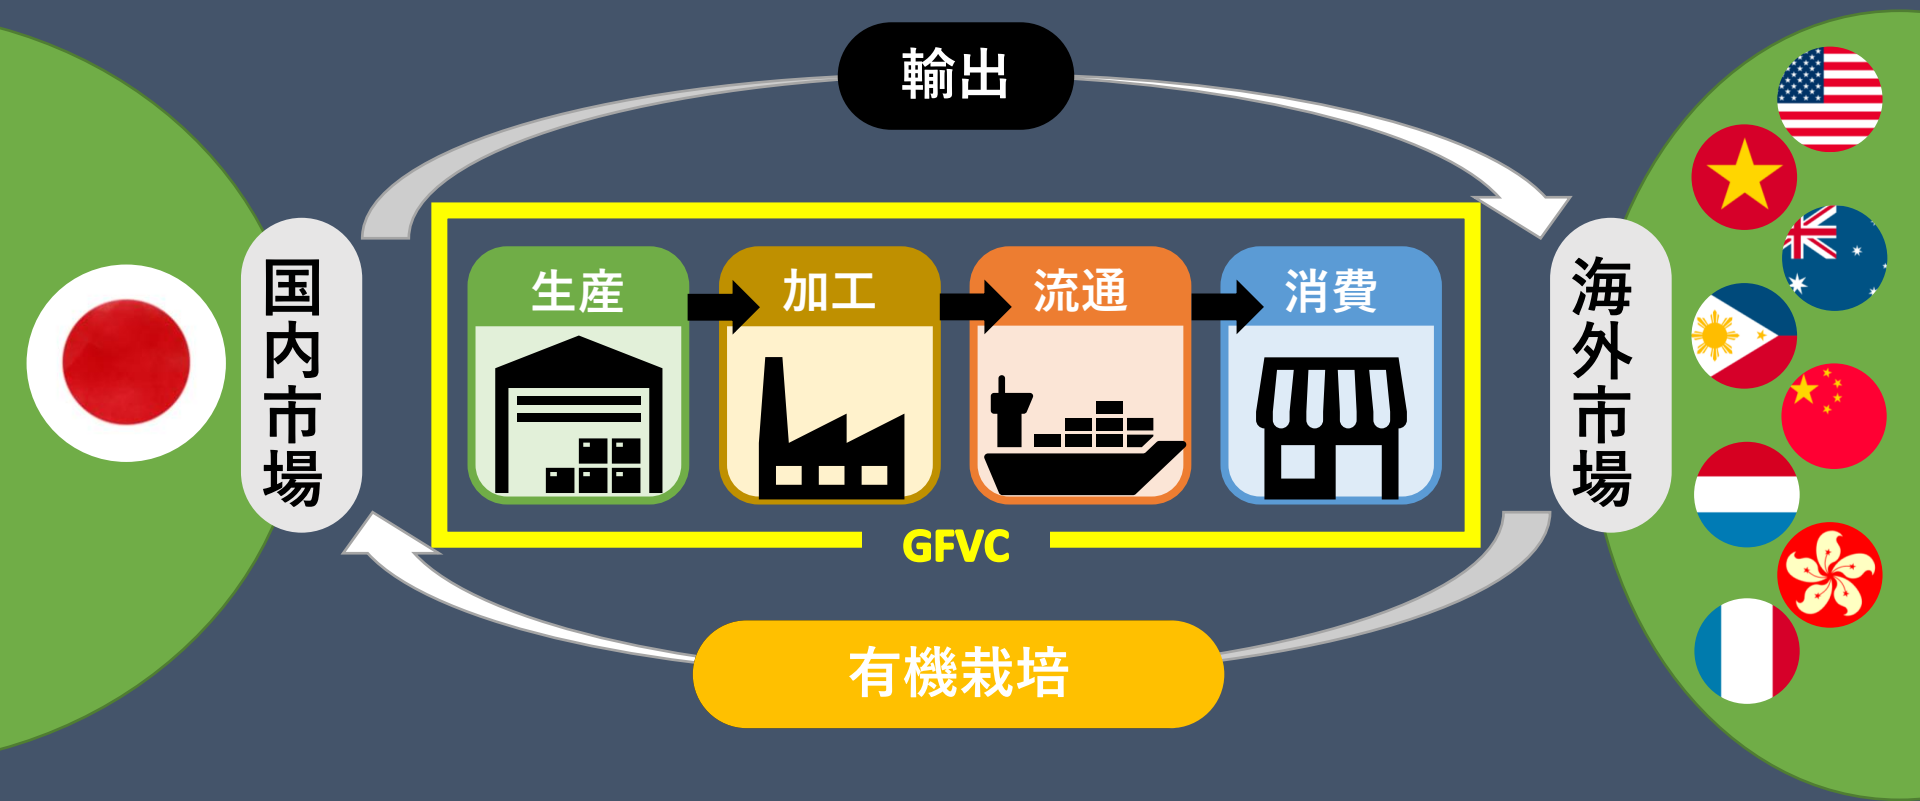 輸出
国内市場
生産
加工
流通
消費
海外市場
GFVC
有機栽培